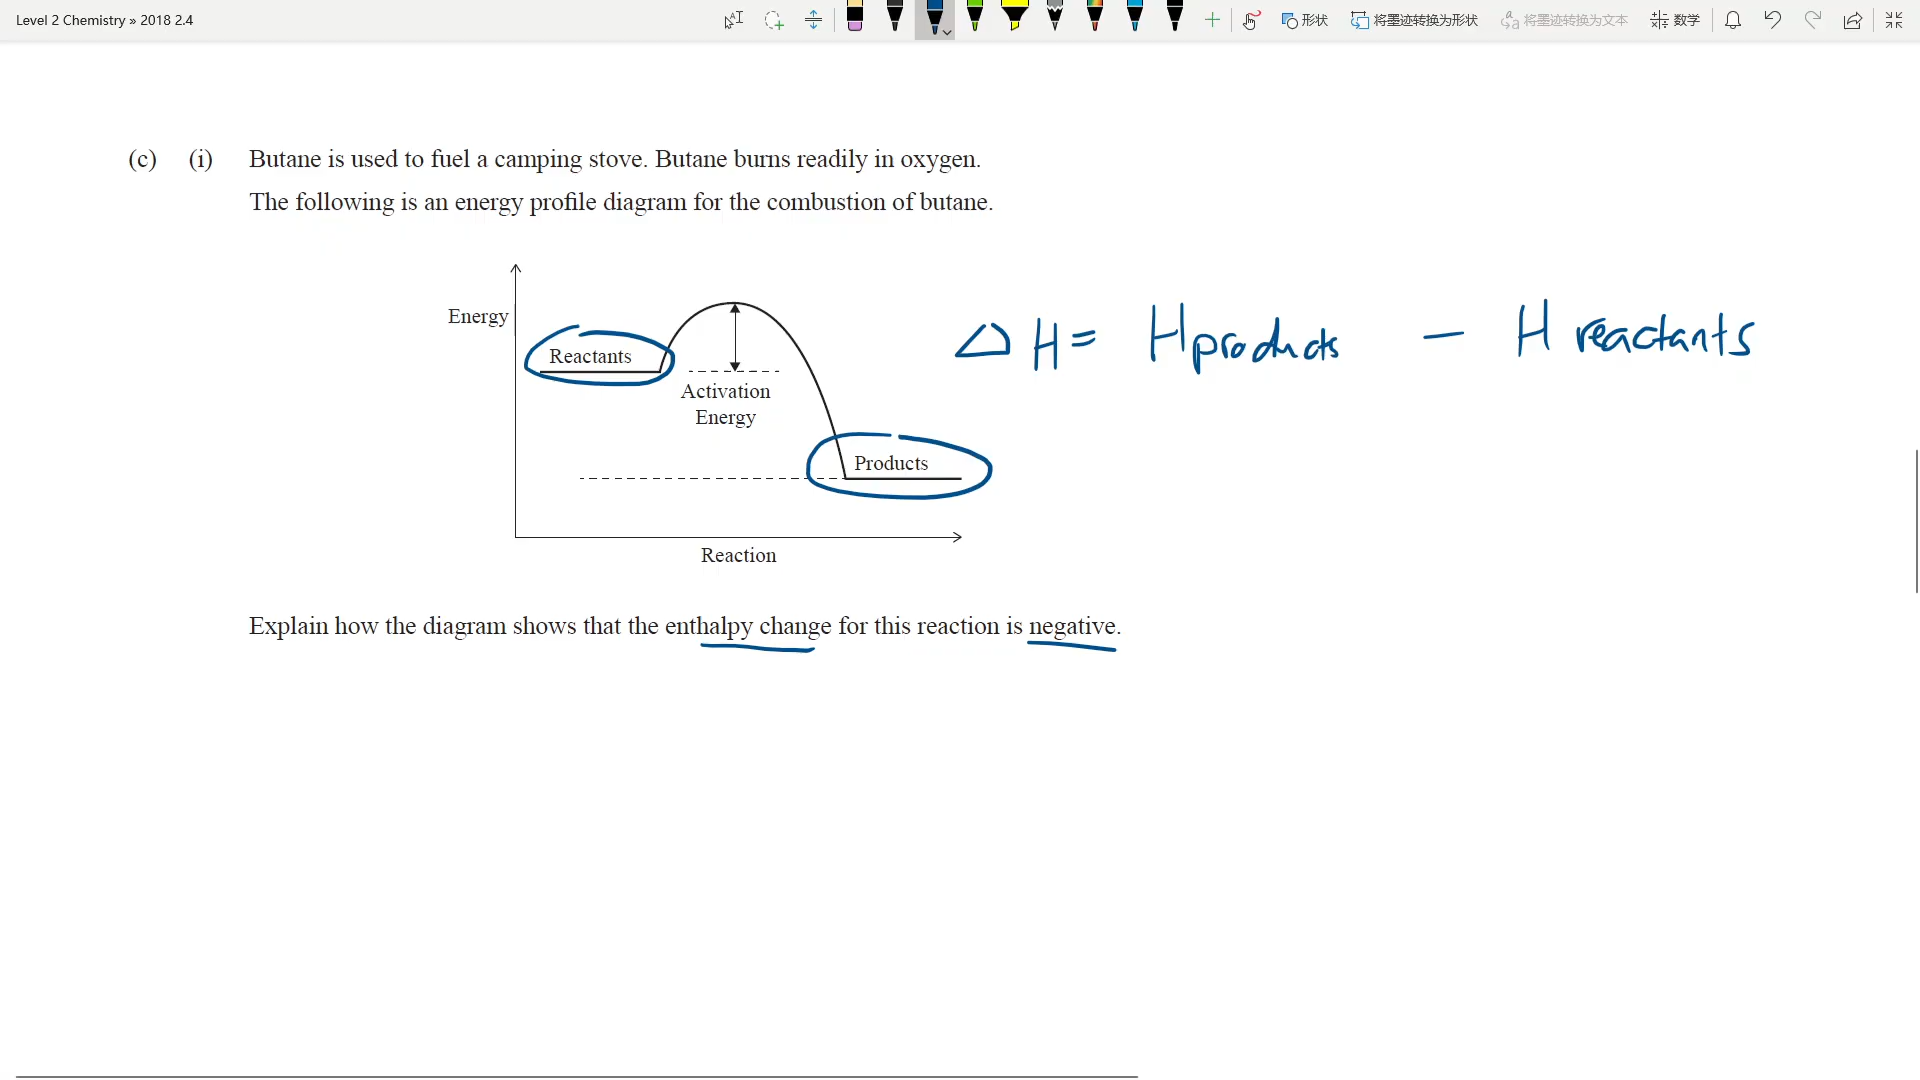 Level 2 Chemistry » 2018 2.4
形状 将墨迹转换为形状 将墨迹转换为文本 数学
(c) (i) Butane is used to fuel a camping stove. Butane burns readily in oxygen.
The following is an energy profile diagram for the combustion of butane.
Energy
Reactants
Activation
Energy
Products
Reaction
△H = Hproducts − Hreactants
Explain how the diagram shows that the enthalpy change for this reaction is negative.